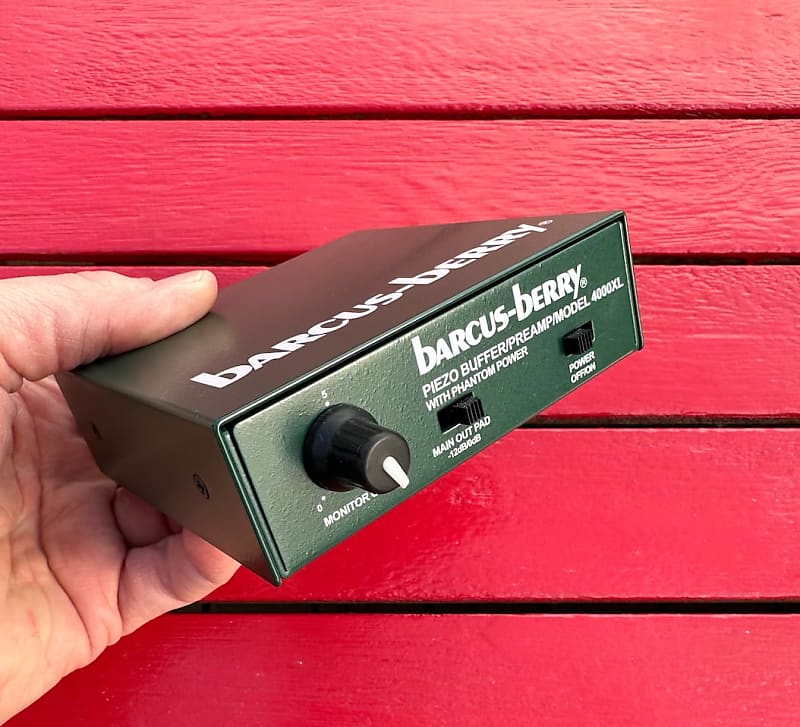 barcus-berry®
barcus-berry®
PIEZO BUFFER/PREAMP/MODEL 4000XL
WITH PHANTOM POWER
POWER
OFF/ON
MAIN OUT PAD
-12dB/0dB
5
0
MONITOR